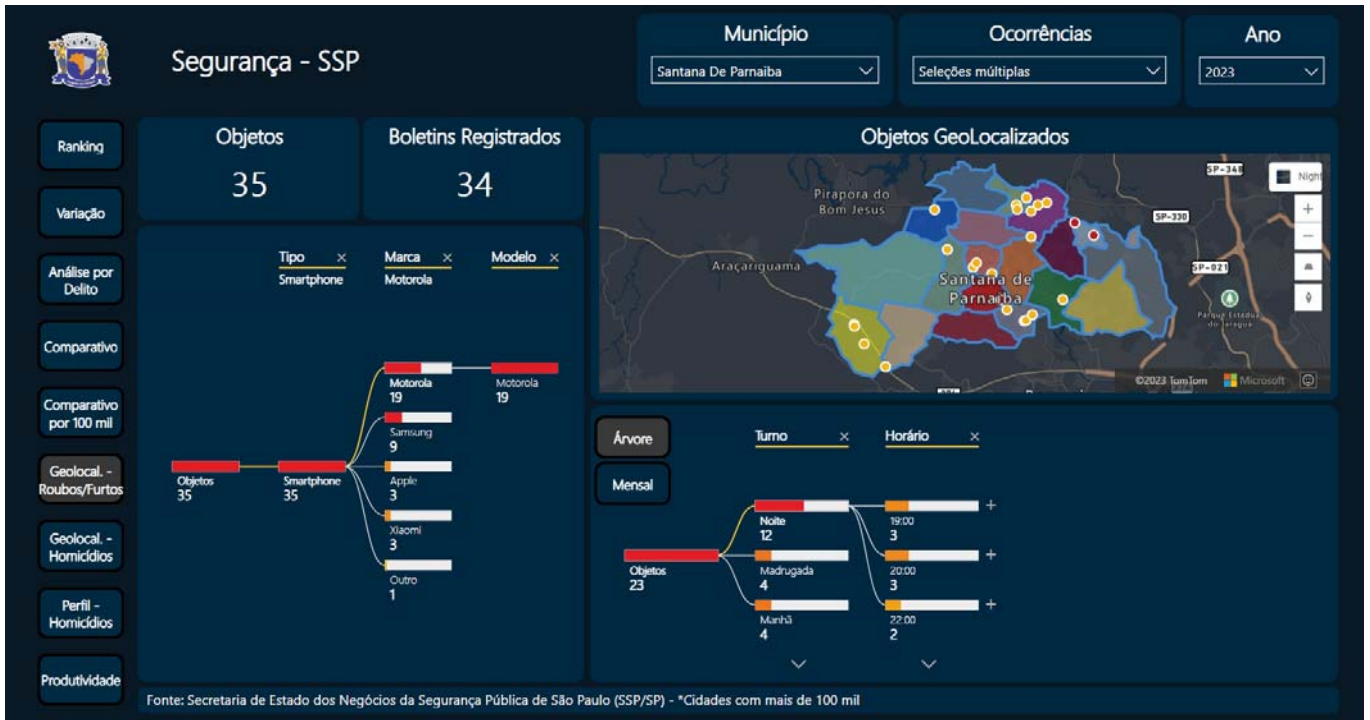 Segurança - SSP
Município
Santana De Parnaiba
Ocorrências
Seleções múltiplas
Ano
2023
Ranking
Variação
Análise por
Delito
Comparativo
Comparativo
por 100 mil
Geolocal. -
Roubos/Furtos
Geolocal. -
Homicídios
Perfil -
Homicídios
Produtividade
Objetos
35
Boletins Registrados
34
Tipo
Smartphone
Marca
Motorola
Modelo
Objetos
35
Smartphone
35
Motorola
19
Samsung
9
Apple
3
Xiaomi
3
Outro
1
Motorola
19
Objetos GeoLocalizados
Pirapora do
Bom Jesus
Araçariguama
Santana de
Parnaíba
SP-348
SP-330
SP-021
Parque Estadual
do Jaraguá
Night
©2023 TomTom
Microsoft
Árvore
Mensal
Turno
Horário
Objetos
23
Noite
12
Madrugada
4
Manhã
4
19:00
3
20:00
3
22:00
2
Fonte: Secretaria de Estado dos Negócios da Segurança Pública de São Paulo (SSP/SP) - *Cidades com mais de 100 mil